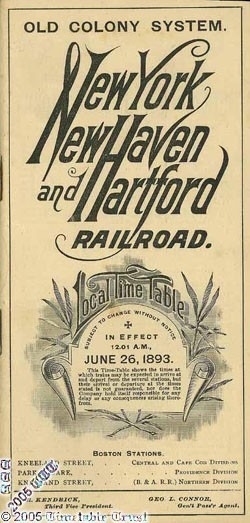 OLD COLONY SYSTEM.
New York
New Haven
and Hartford
RAILROAD.
Local Time Table
SUBJECT TO CHANGE WITHOUT NOTICE
IN EFFECT
12.01 A.M.,
JUNE 26, 1893.
This Time-Table shows the times at
which trains may be expected to arrive at
and depart from the several stations, but
their arrival or departure at the times
stated is not guaranteed, nor does the
Company hold itself responsible for any
delay or any consequences arising there-
from.
BOSTON STATIONS.
KNEELAND STREET, CENTRAL AND CAPE COD DIVISIONS
PARK SQUARE, PROVIDENCE DIVISION
KNEELAND STREET (B. & A. R.R.) NORTHERN DIVISION
KENDRICK, GEO L. CONNOR,
Third Vice President. Gen'l Pass'r Agent.
© 2005
©2005 Timetable Trust